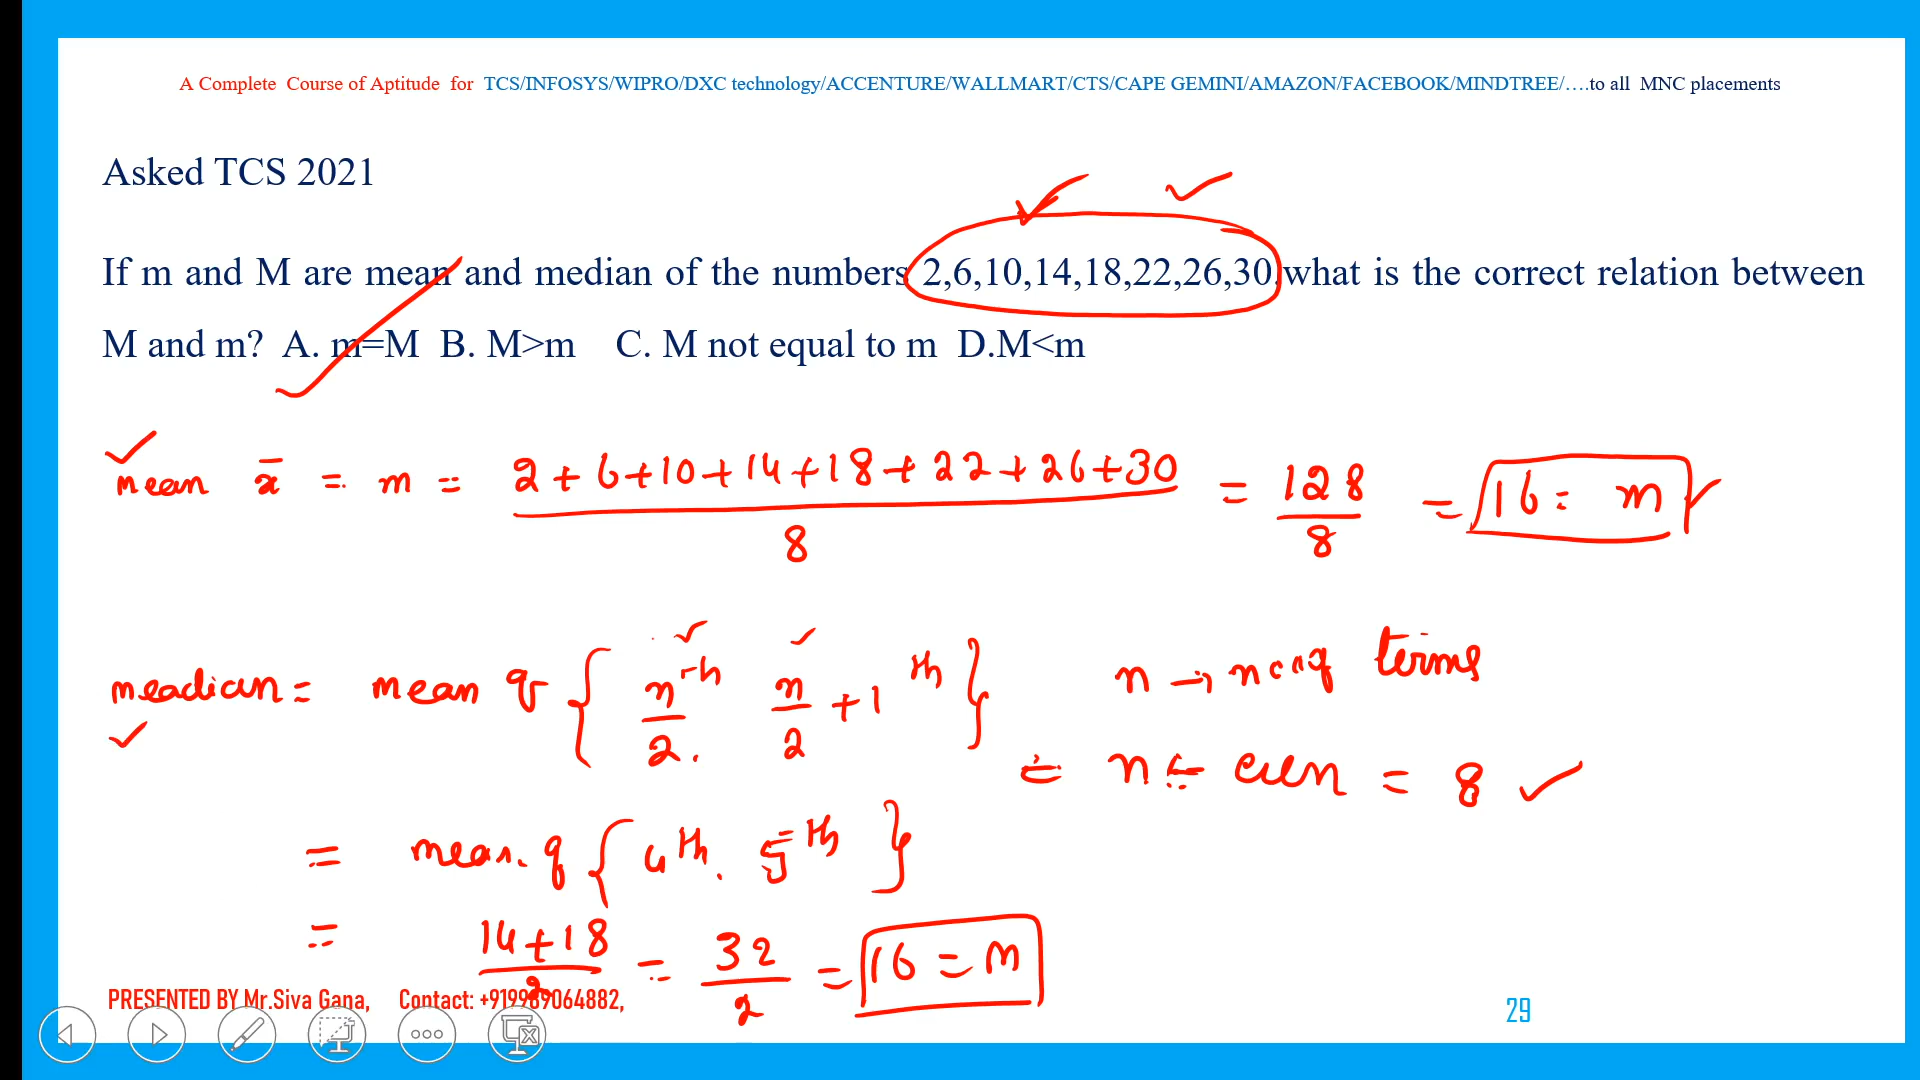 A Complete Course of Aptitude for TCS/INFOSYS/WIPRO/DXC technology/ACCENTURE/WALLMART/CTS/CAPE GEMINI/AMAZON/FACEBOOK/MINDTREE/….to all MNC placements
Asked TCS 2021
If m and M are mean and median of the numbers 2,6,10,14,18,22,26,30,what is the correct relation between
M and m? A. m=M B. M>m C. M not equal to m D.M<m
mean x̄ = m = 2+6+10+14+18+22+26+30 / 8 = 128 / 8 = 16 = m
meadian = mean of { n/2 th n/2 + 1 th } n → no of terms
= n = even = 8
= mean of { 4th, 5th }
= 14+18 / 2 = 32 / 2 = 16 = m
PRESENTED BY Mr.Siva Gana, Contact: +919989064882,
29